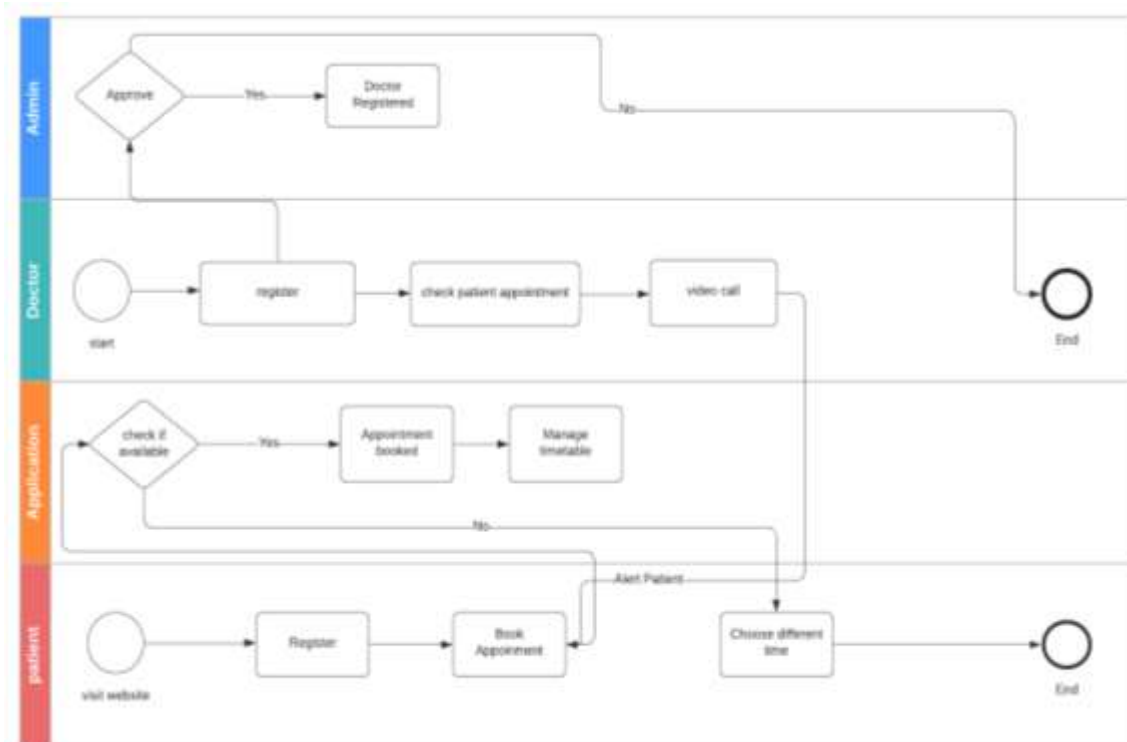 Admin
Approve
Yes
Doctor
Registered
No
Doctor
start
register
check patient appointment
video call
End
Application
check if
available
Yes
Appointment
booked
Manage
timetable
No
Alert Patient
patient
visit website
Register
Book
Appoinment
Choose different
time
End